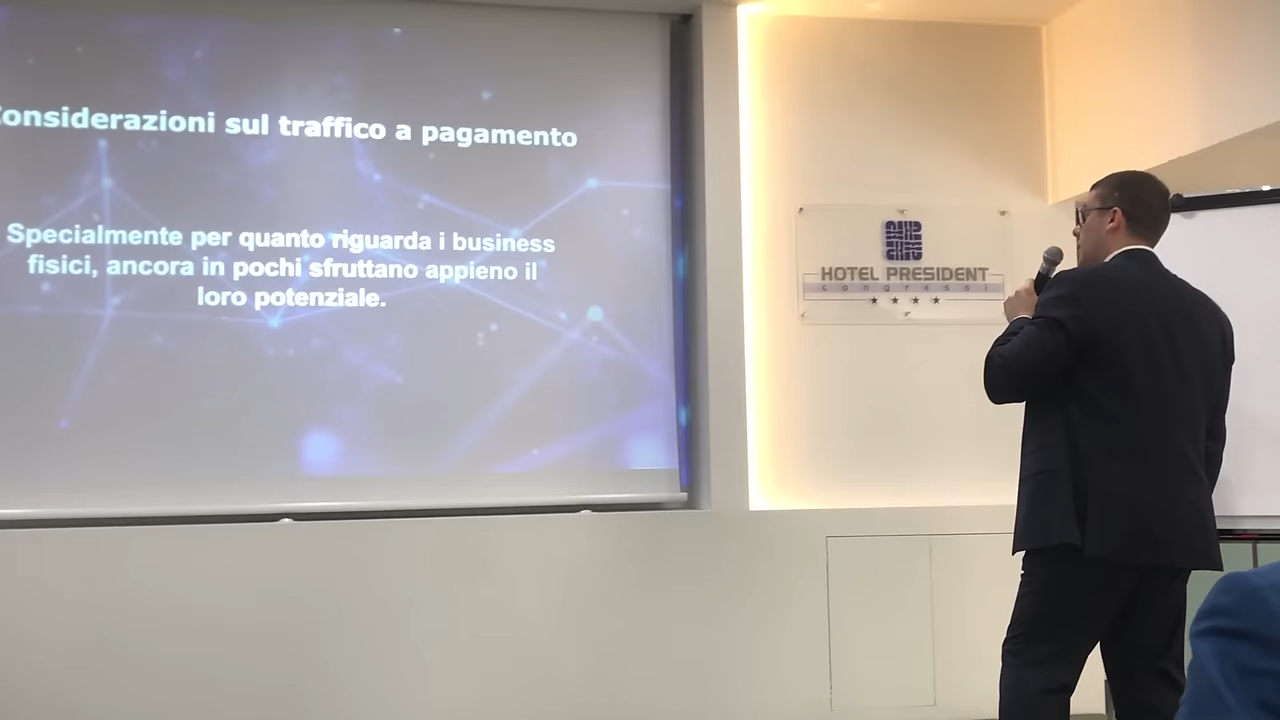 Considerazioni sul traffico a pagamento
Specialmente per quanto riguarda i business
fisici, ancora in pochi sfruttano appieno il
loro potenziale.
HOTEL PRESIDENT
congressi